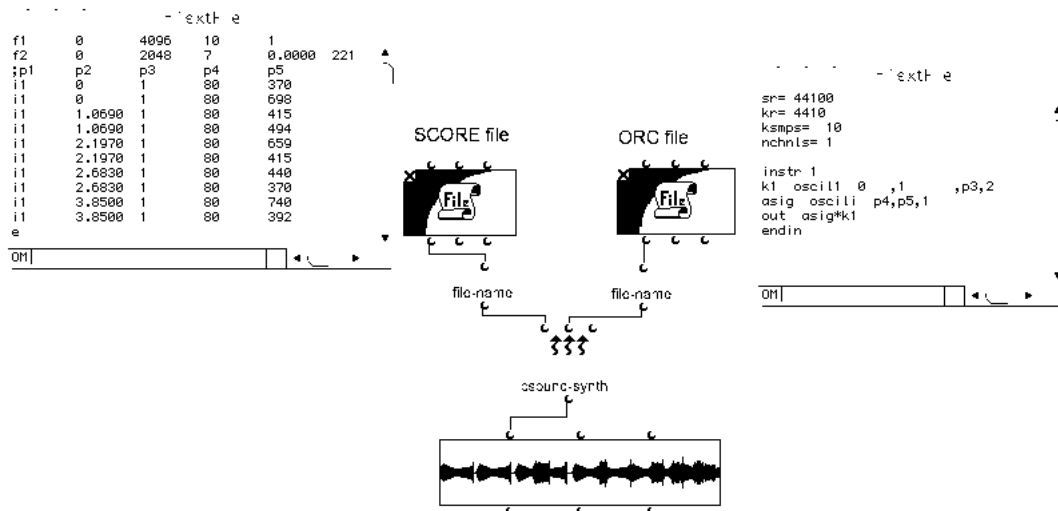 f1 0 4096 10 1
f2 0 2048 7 0.0000 221
;p1 p2 p3 p4 p5
i1 0 1 80 370
i1 0 1 80 698
i1 1.0690 1 80 415
i1 1.0690 1 80 494
i1 2.1970 1 80 659
i1 2.1970 1 80 415
i1 2.6830 1 80 440
i1 2.6830 1 80 370
i1 3.8500 1 80 740
i1 3.8500 1 80 392
e
OM
SCORE file
File
file-name
ORC file
File
file-name
sr= 44100
kr= 4410
ksmps= 10
nchnls= 1
instr 1
k1 oscil1 0 ,1 ,p3,2
asig oscili p4,p5,1
out asig*k1
endin
OM
csound-synth